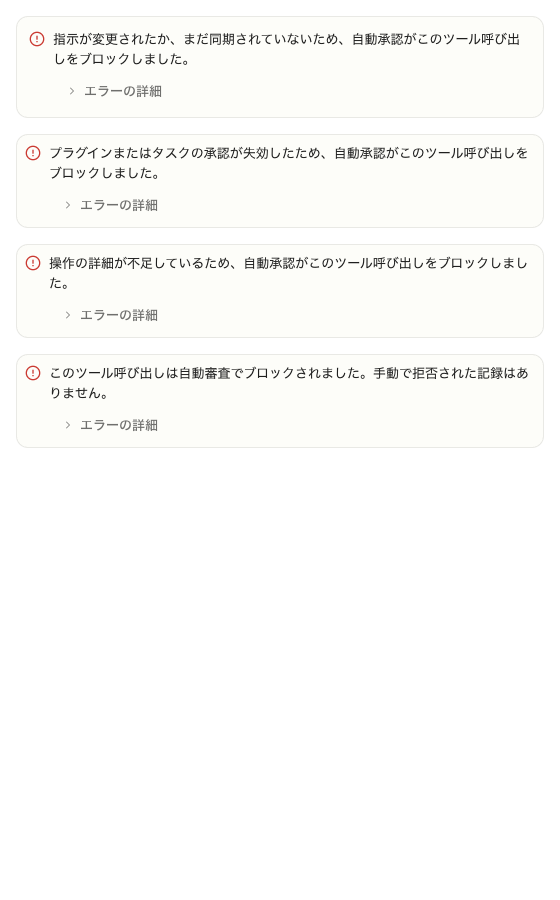 指示が変更されたか、まだ同期されていないため、自動承認がこのツール呼び出
しをブロックしました。
エラーの詳細
プラグインまたはタスクの承認が失効したため、自動承認がこのツール呼び出しを
ブロックしました。
エラーの詳細
操作の詳細が不足しているため、自動承認がこのツール呼び出しをブロックしまし
た。
エラーの詳細
このツール呼び出しは自動審査でブロックされました。手動で拒否された記録はあ
りません。
エラーの詳細